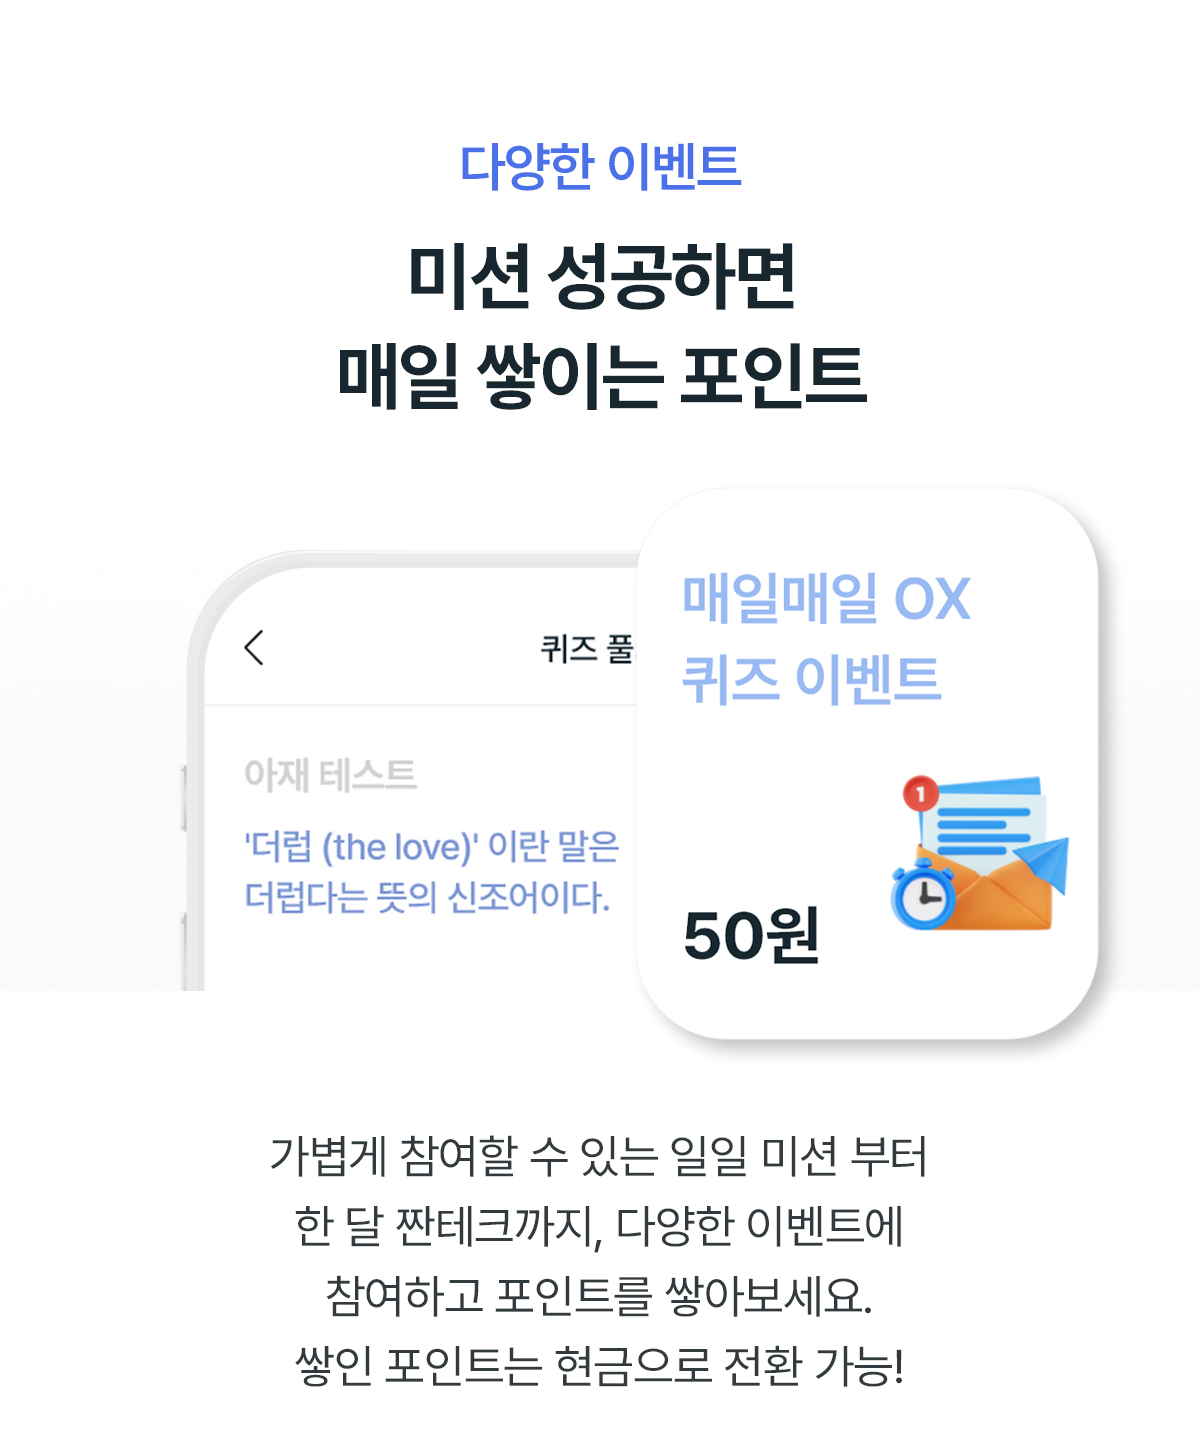 다양한 이벤트
미션 성공하면
매일 쌓이는 포인트
퀴즈 풀
아재 테스트
'더럽 (the love)' 이란 말은
더럽다는 뜻의 신조어이다.
매일매일 OX
퀴즈 이벤트
1
50원
가볍게 참여할 수 있는 일일 미션 부터
한 달 짠테크까지, 다양한 이벤트에
참여하고 포인트를 쌓아보세요.
쌓인 포인트는 현금으로 전환 가능!